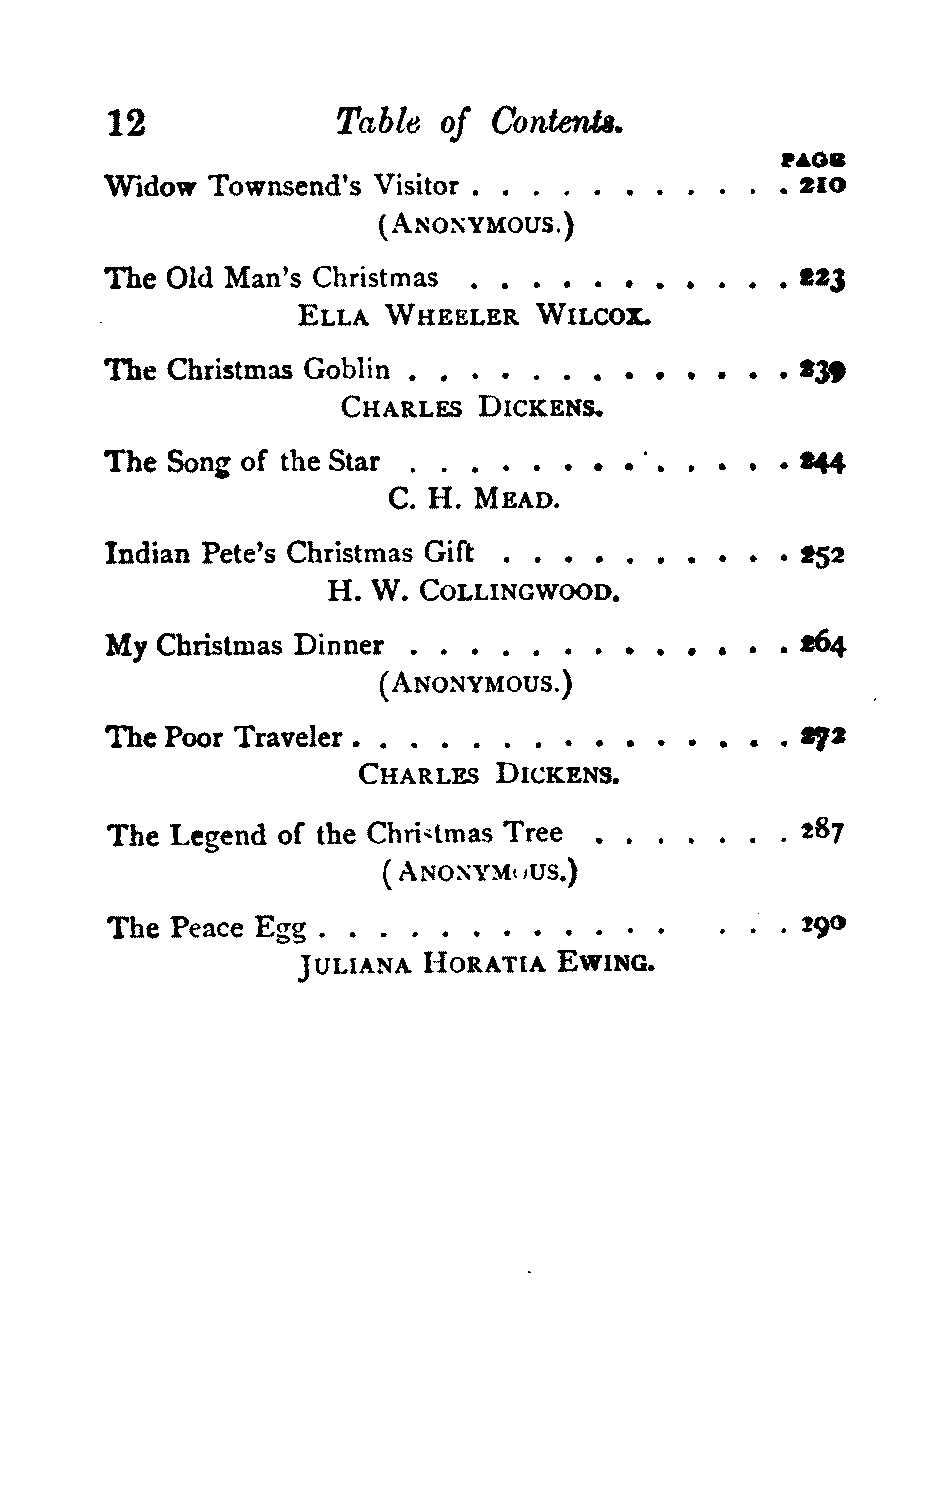 12 Table of Contents.
PAGE
Widow Townsend's Visitor . . . . . . . . . . . 210
(ANONYMOUS.)
The Old Man's Christmas . . . . . . . . . . . 223
ELLA WHEELER WILCOX.
The Christmas Goblin . . . . . . . . . . . . . 239
CHARLES DICKENS.
The Song of the Star . . . . . . . . . . . . . 244
C. H. MEAD.
Indian Pete's Christmas Gift . . . . . . . . . . 252
H. W. COLLINGWOOD.
My Christmas Dinner . . . . . . . . . . . . . 264
(ANONYMOUS.)
The Poor Traveler . . . . . . . . . . . . . . . 272
CHARLES DICKENS.
The Legend of the Christmas Tree . . . . . . . 287
(ANONYMOUS.)
The Peace Egg . . . . . . . . . . . . . . . 290
JULIANA HORATIA EWING.